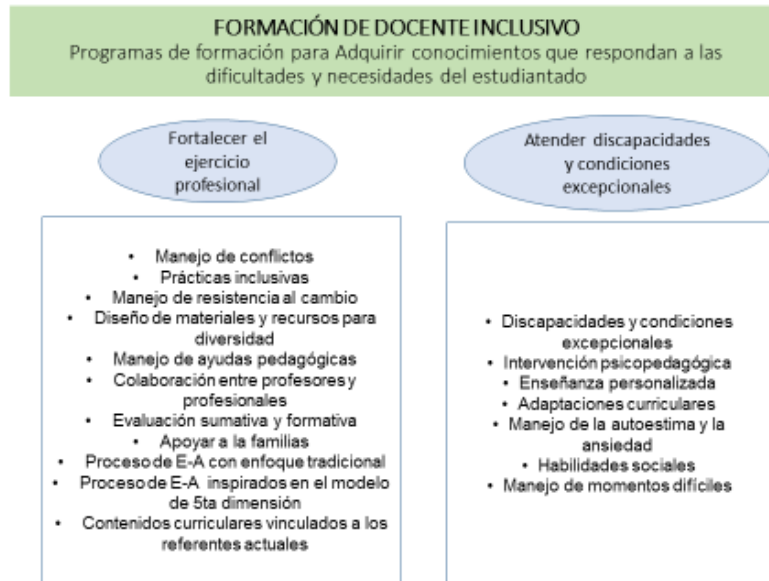 FORMACIÓN DE DOCENTE INCLUSIVO
Programas de formación para Adquirir conocimientos que respondan a las
dificultades y necesidades del estudiantado
Fortalecer el
ejercicio
profesional
• Manejo de conflictos
• Prácticas inclusivas
• Manejo de resistencia al cambio
• Diseño de materiales y recursos para
diversidad
• Manejo de ayudas pedagógicas
• Colaboración entre profesores y
profesionales
• Evaluación sumativa y formativa
• Apoyar a la familias
• Proceso de E-A con enfoque tradicional
• Proceso de E-A inspirados en el modelo
de 5ta dimensión
• Contenidos curriculares vinculados a los
referentes actuales
Atender discapacidades
y condiciones
excepcionales
• Discapacidades y condiciones
excepcionales
• Intervención psicopedagógica
• Enseñanza personalizada
• Adaptaciones curriculares
• Manejo de la autoestima y la
ansiedad
• Habilidades sociales
• Manejo de momentos difíciles